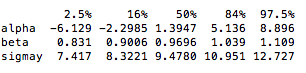 2.5% 16% 50% 84% 97.5%
alpha -6.129 -2.2985 1.3947 5.136 8.896
beta 0.831 0.9006 0.9696 1.039 1.109
sigmay 7.417 8.3221 9.4780 10.951 12.727